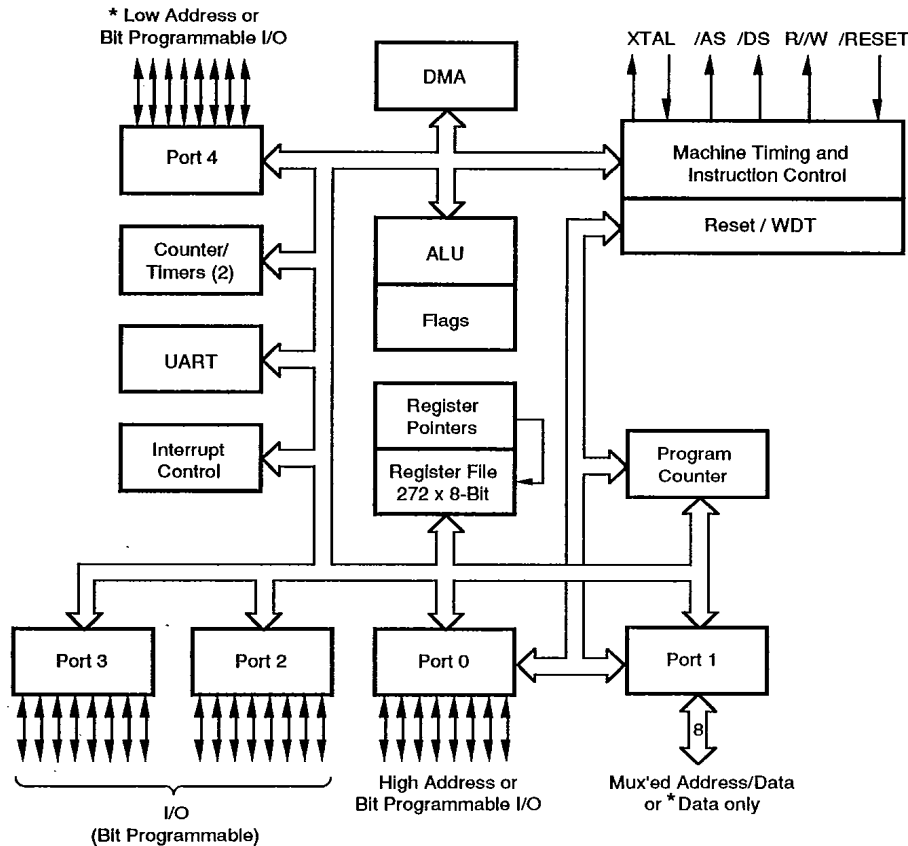 * Low Address or
Bit Programmable I/O
XTAL /AS /DS R//W /RESET
DMA
Port 4
Machine Timing and
Instruction Control
Reset / WDT
Counter/
Timers (2)
ALU
Flags
UART
Interrupt
Control
Register
Pointers
Register File
272 x 8-Bit
Program
Counter
Port 3
Port 2
Port 0
Port 1
8
I/O
(Bit Programmable)
High Address or
Bit Programmable I/O
Mux'ed Address/Data
or *Data only